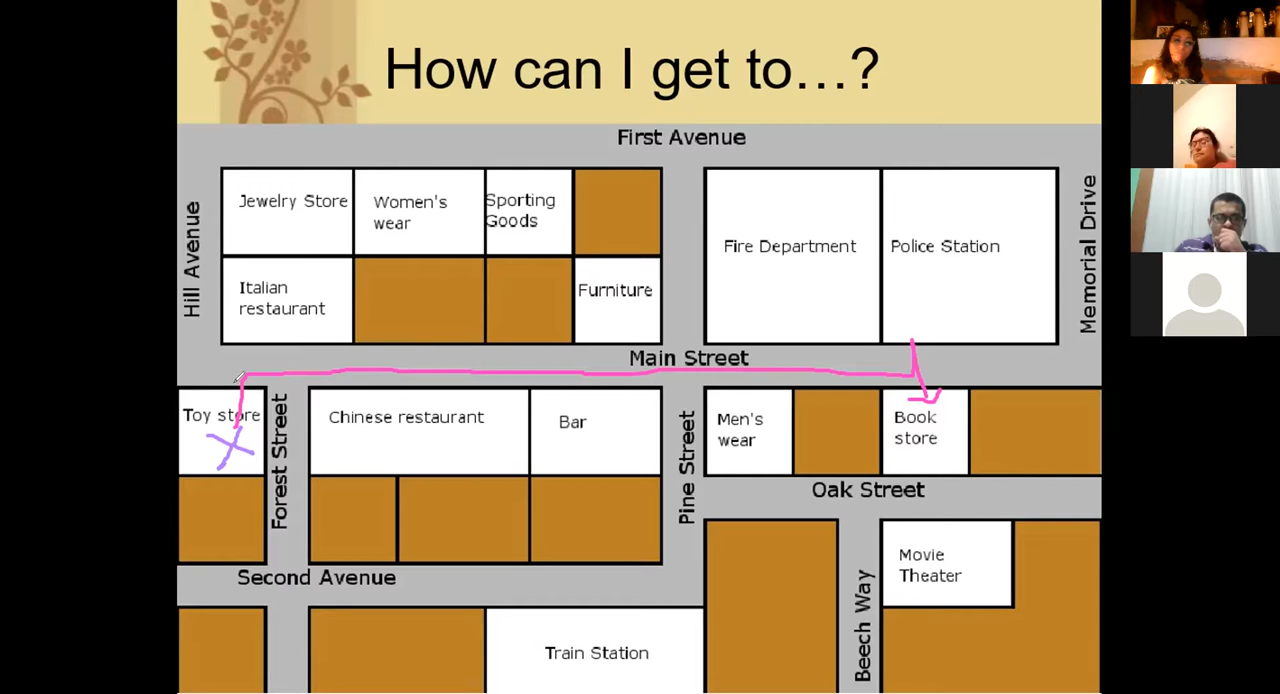 How can I get to...?
First Avenue
Hill Avenue
Jewelry Store
Women's
wear
Sporting
Goods
Fire Department
Police Station
Memorial Drive
Italian
restaurant
Furniture
Main Street
Toy store
Forest Street
Chinese restaurant
Bar
Pine Street
Men's
wear
Book
store
Oak Street
Second Avenue
Movie
Theater
Beech Way
Train Station